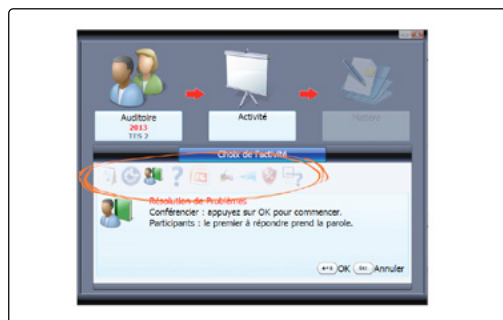 Auditoire
2013
TES 2
Activité
Matière
Choix de l'activité
Résolution de Problèmes
Conférencier : appuyez sur OK pour commencer.
Participants : le premier à répondre prend la parole.
OK
Annuler